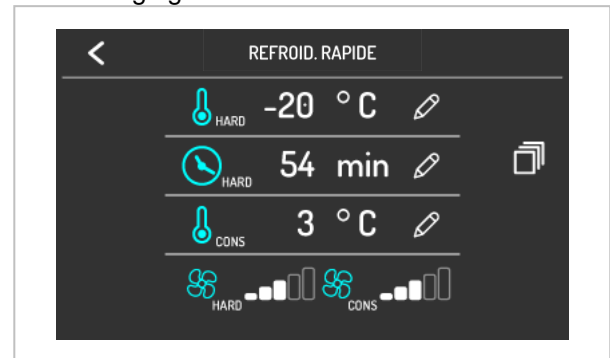 REFROID. RAPIDE
HARD -20 °C
HARD 54 min
CONS 3 °C
HARD CONS